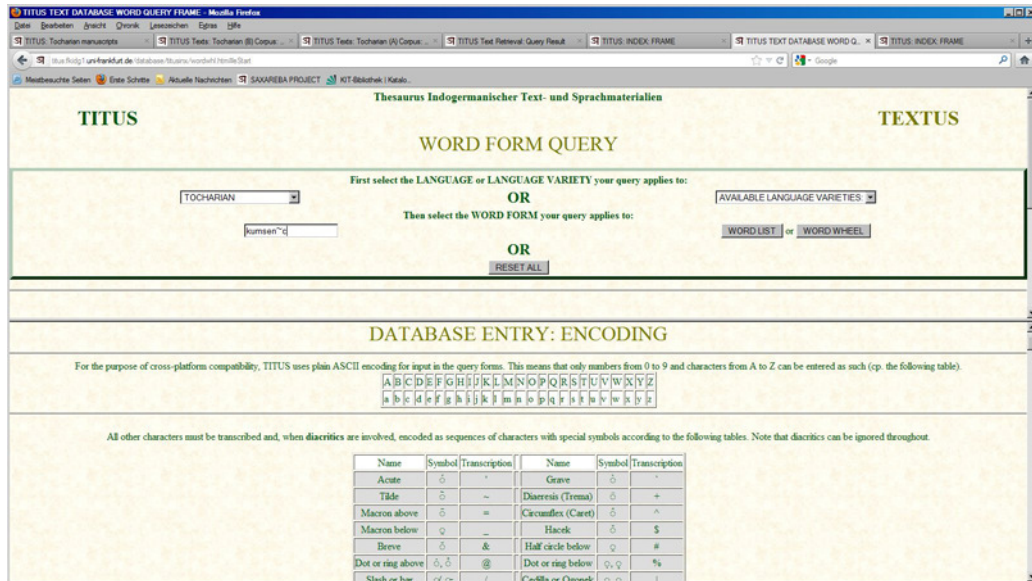 TITUS TEXT DATABASE WORD QUERY FRAME - Mozilla Firefox
Datei Bearbeiten Ansicht Chronik Lesezeichen Extras Hilfe
TITUS: Tocharian manuscripts
TITUS Texts: Tocharian (B) Corpus: ...
TITUS Texts: Tocharian (A) Corpus: ...
TITUS Text Retrieval: Query Result
TITUS: INDEX: FRAME
TITUS TEXT DATABASE WORD Q...
TITUS: INDEX: FRAME
Google
Meistbesuchte Seiten Erste Schritte Aktuelle Nachrichten SAXAREBA PROJECT KIT-Bibliothek | Katalo...
Thesaurus Indogermanischer Text- und Sprachmaterialien
TITUS
TEXTUS
WORD FORM QUERY
First select the LANGUAGE or LANGUAGE VARIETY your query applies to:
TOCHARIAN
OR
AVAILABLE LANGUAGE VARIETIES:
Then select the WORD FORM your query applies to:
kumsen~'c
WORD LIST or WORD WHEEL
OR
RESET ALL
DATABASE ENTRY: ENCODING
For the purpose of cross-platform compatibility, TITUS uses plain ASCII encoding for input in the query forms. This means that only numbers from 0 to 9 and characters from A to Z can be entered as such (cp. the following table).
A B C D E F G H I J K L M N O P Q R S T U V W X Y Z
a b c d e f g h i j k l m n o p q r s t u v w x y z
All other characters must be transcribed and, when diacritics are involved, encoded as sequences of characters with special symbols according to the following tables. Note that diacritics can be ignored throughout.
Name Symbol Transcription Name Symbol Transcription
Acute ó ' Grave ò `
Tilde õ ~ Diaeresis (Trema) ö +
Macron above ō = Circumflex (Caret) ô ^
Macron below o̱ _ Hacek ǒ $
Breve ŏ & Half circle below o̮ #
Dot or ring above ȯ, o̊ @ Dot or ring below ọ, o̥ %
Slash or bar / Cedilla or Ogonek